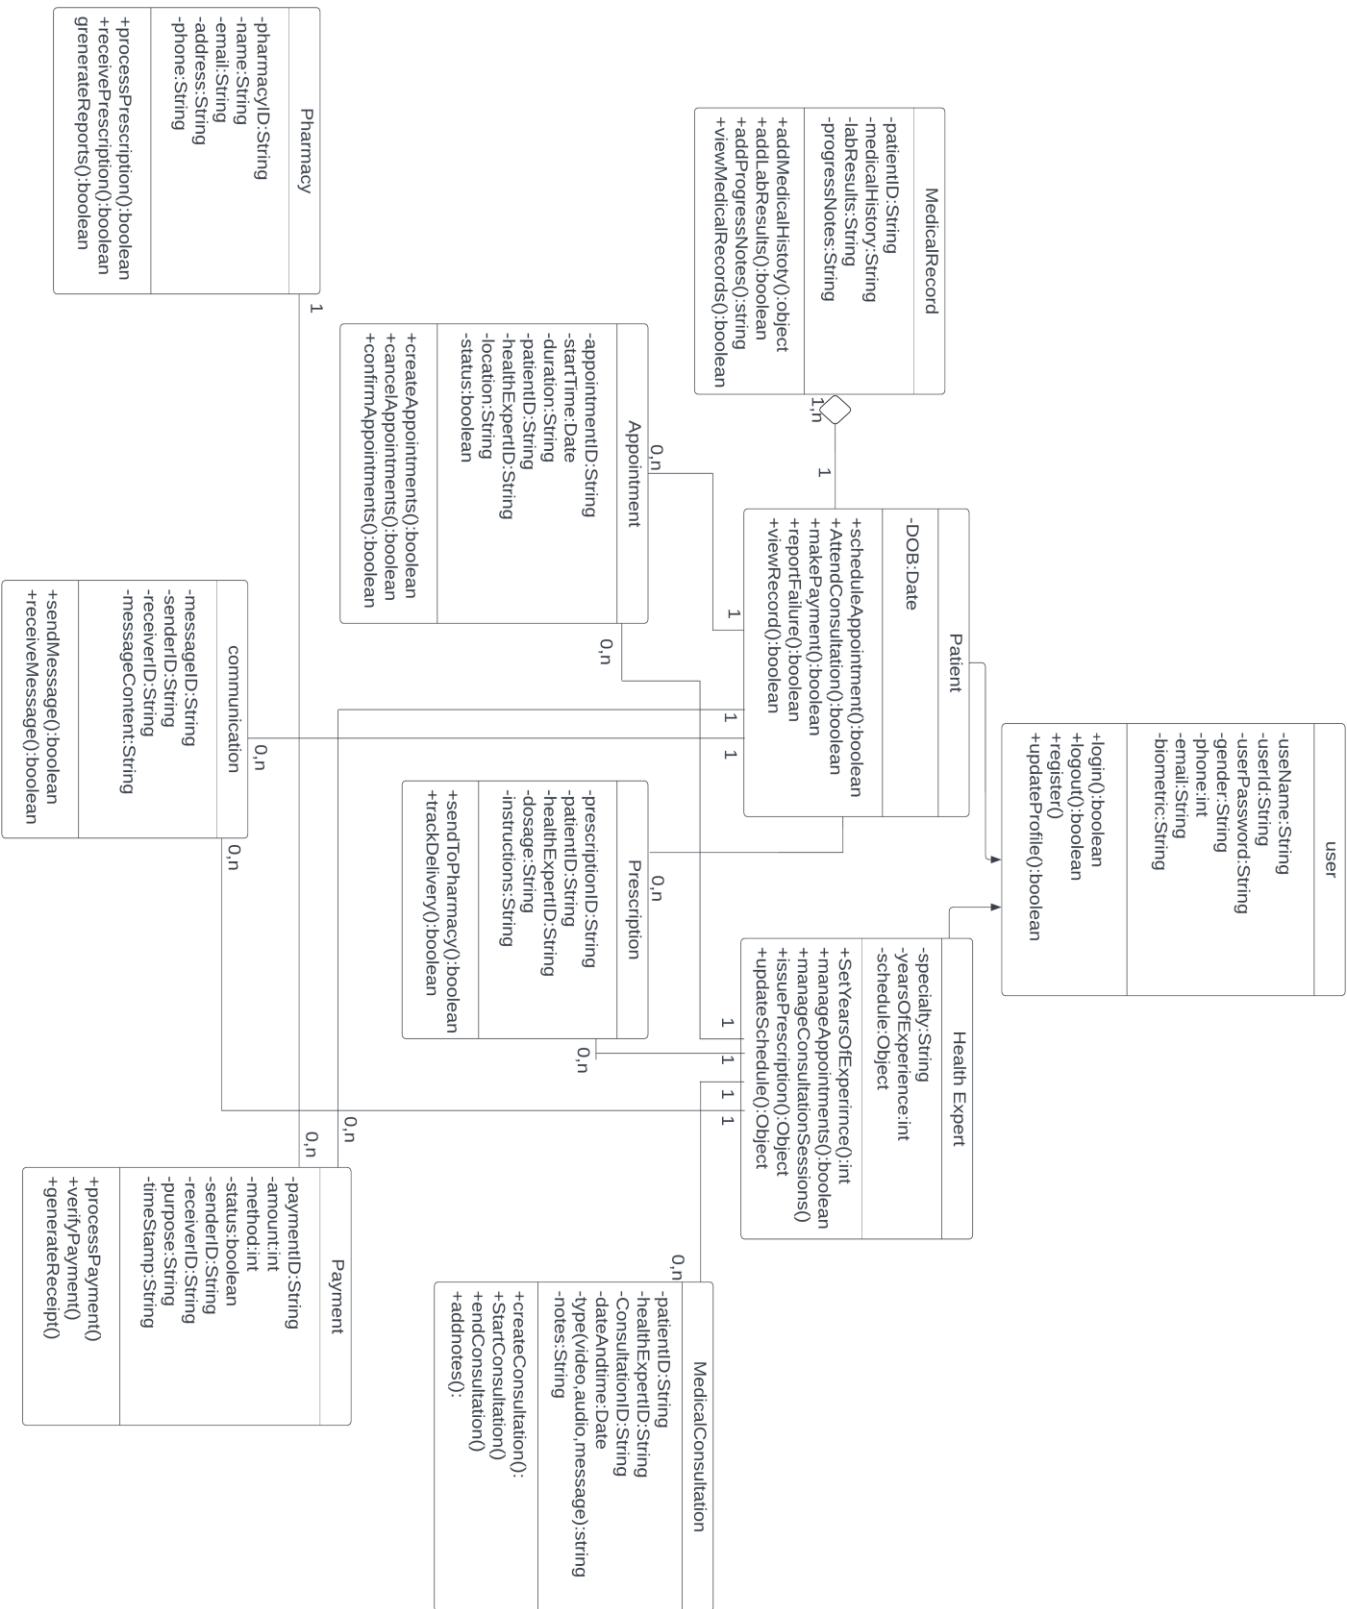 user
-useName:String
-userId:String
-userPassword:String
-gender:String
-phone:int
-email:String
-biometric:String
+login():boolean
+logout():boolean
+register()
+updateProfile():boolean
Patient
-DOB:Date
+scheduleAppointment():boolean
+AttendConsultation():boolean
+makePayment():boolean
+reportFailure():boolean
+viewRecord():boolean
Health Expert
-specialty:String
-yearsOfExperience:int
-schedule:Object
+SetYearsOfExperirnce():int
+manageAppointments():boolean
+manageConsultationSessions()
+issuePrescription():Object
+updateSchedule():Object
MedicalRecord
-patientID:String
-medicalHistory:String
-labResults:String
-progressNotes:String
+addMedicalHistoty():object
+addLabResults():boolean
+addProgressNotes():string
+viewMedicalRecords():boolean
1,n
1
1
1
1
1
1
1
1
0,n
0,n
0,n
0,n
0,n
Appointment
-appointmentID:String
-startTime:Date
-duration:String
-patientID:String
-healthExpertID:String
-location:String
-status:boolean
+createAppointments():boolean
+cancelAppointments():boolean
+confirmAppointments():boolean
Prescription
-prescriptionID:String
-patientID:String
-healthExpertID:String
-dosage:String
-instructions:String
+sendToPharmacy():boolean
+trackDelivery():boolean
MedicalConsultation
-patientID:String
-healthExpertID:String
-ConsultationID:String
-dateAndtime:Date
-type(video,audio,message):string
-notes:String
+createConsultation():
+StartConsultation()
+endConsultation()
+addnotes():
Pharmacy
-pharmacyID:String
-name:String
-email:String
-address:String
-phone:String
+processPrescription():boolean
+receivePrescription():boolean
grenerateReports():boolean
1
0,n
0,n
0,n
0,n
communication
-messageID:String
-senderID:String
-receiverID:String
-messageContent:String
+sendMessage():boolean
+receiveMessage():boolean
Payment
-paymentID:String
-amount:int
-method:int
-status:boolean
-senderID:String
-receiverID:String
-purpose:String
-timeStamp:String
+processPayment()
+verifyPayment()
+generateReceipt()